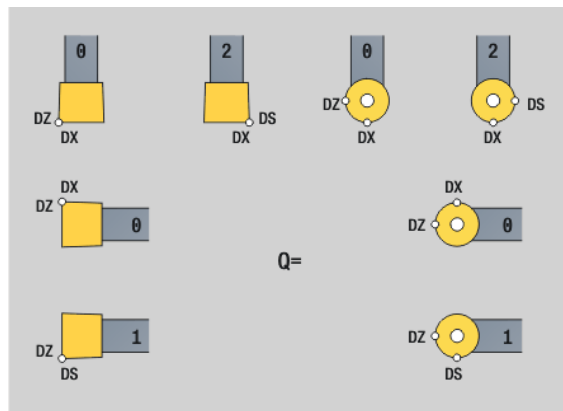 0 2 0 2
DZ DS DZ DS
DX DX DX DX
DX DX
DZ 0 DZ 0
Q=
1 DZ 1
DZ
DS DS